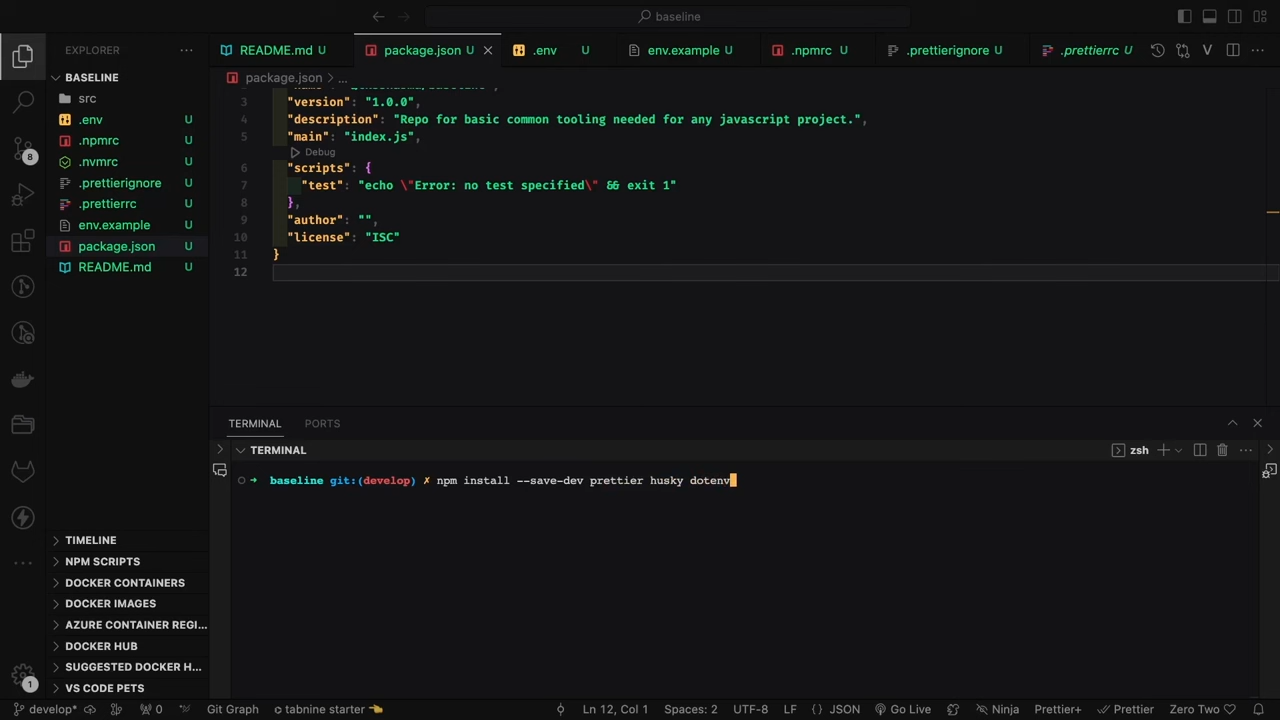 baseline
EXPLORER
README.md U
package.json U
.env U
env.example U
.npmrc U
.prettierignore U
.prettierrc U
BASELINE
package.json > ...
src
.env U
.npmrc U
.nvmrc U
.prettierignore U
.prettierrc U
env.example U
package.json U
README.md U
3 "version": "1.0.0",
4 "description": "Repo for basic common tooling needed for any javascript project.",
5 "main": "index.js",
Debug
6 "scripts": {
7 "test": "echo \"Error: no test specified\" && exit 1"
8 },
9 "author": "",
10 "license": "ISC"
11 }
12
8
TERMINAL
PORTS
TERMINAL
zsh
baseline git:(develop) ✗ npm install --save-dev prettier husky dotenv
TIMELINE
NPM SCRIPTS
DOCKER CONTAINERS
DOCKER IMAGES
AZURE CONTAINER REGI...
DOCKER HUB
SUGGESTED DOCKER H...
VS CODE PETS
1
develop*
0
Git Graph
tabnine starter
Ln 12, Col 1
Spaces: 2
UTF-8
LF
{ } JSON
Go Live
Ninja
Prettier+
Prettier
Zero Two